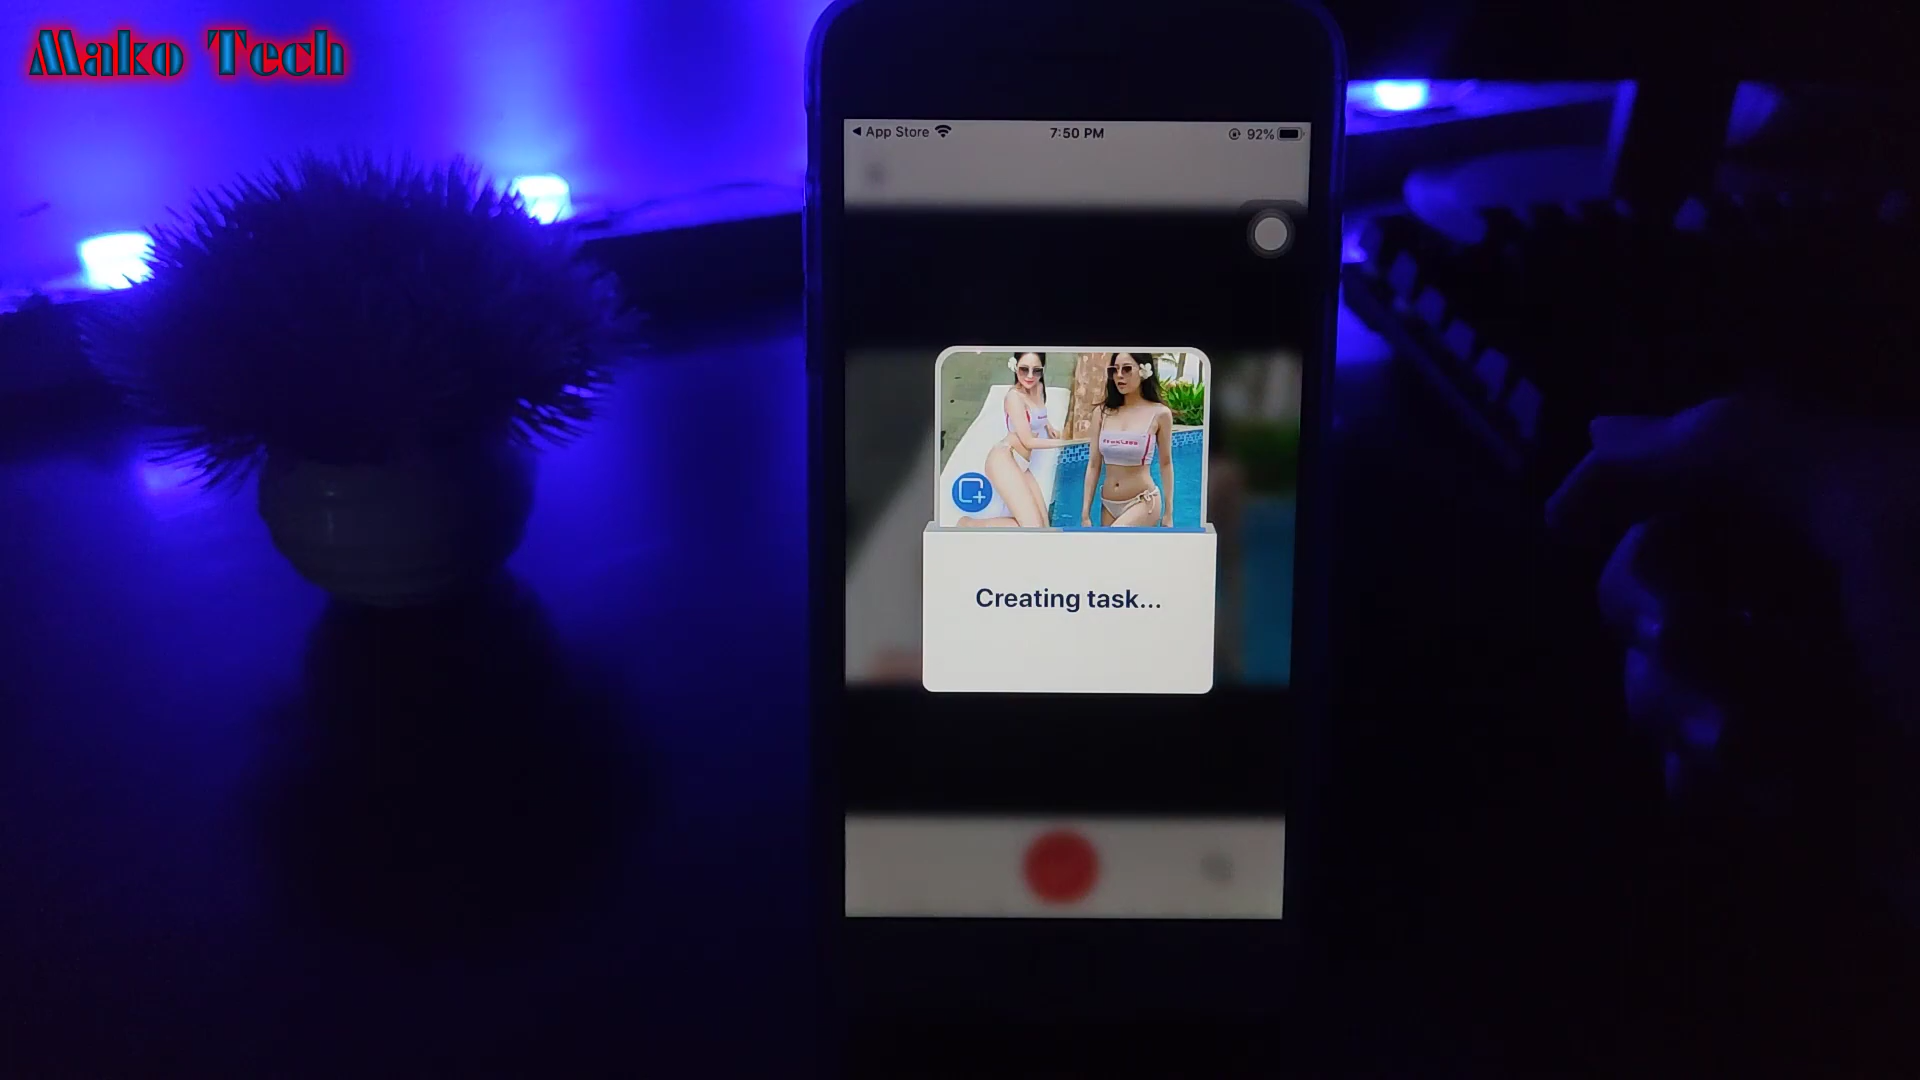 Mako Tech
◀ App Store
7:50 PM
92%
Creating task...